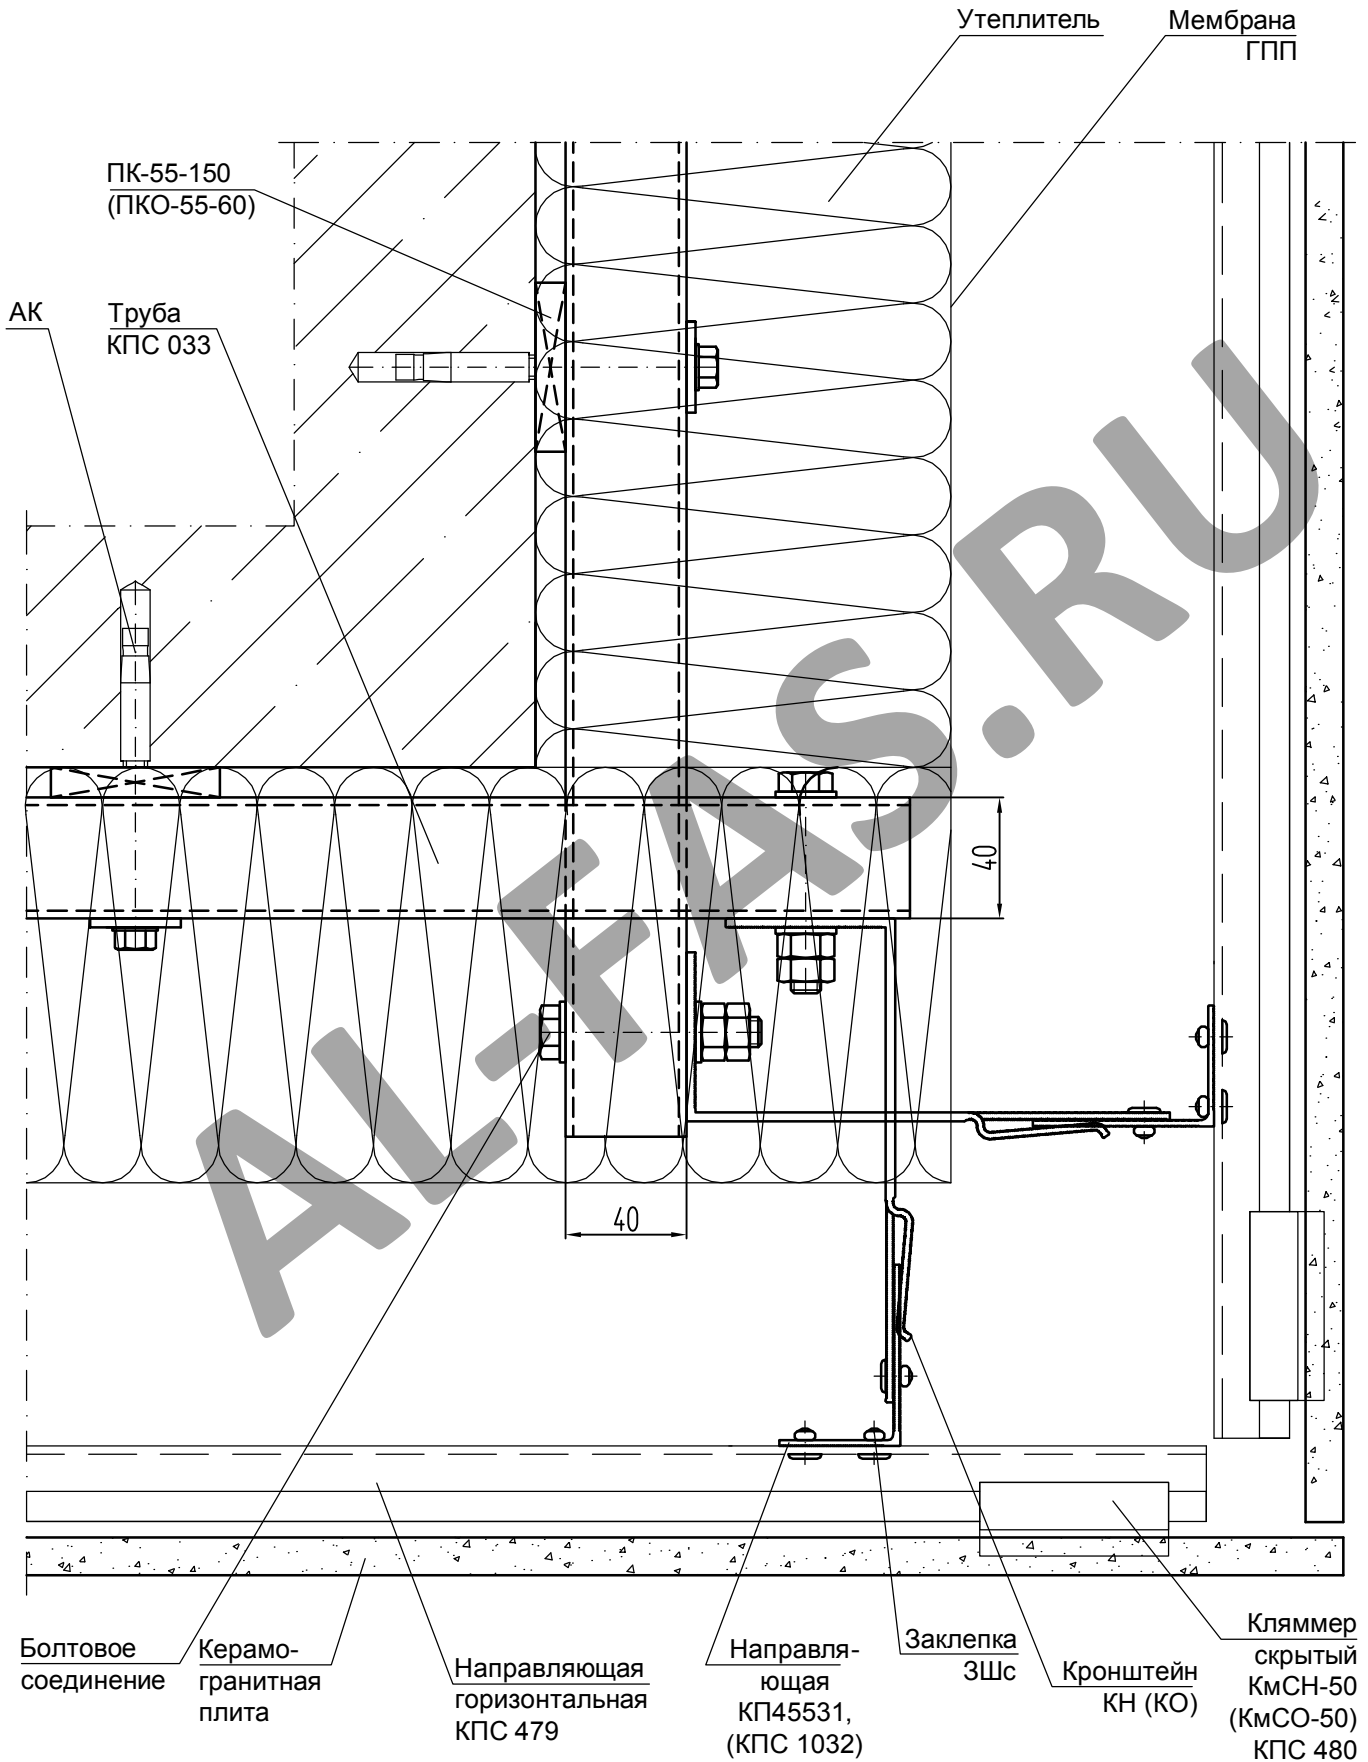 Утеплитель
Мембрана
ГПП
ПК-55-150
(ПКО-55-60)
АК
Труба
КПС 033
40
40
AL-FAS.RU
Болтовое
соединение
Керамо-
гранитная
плита
Направляющая
горизонтальная
КПС 479
Направля-
ющая
КП45531,
(КПС 1032)
Заклепка
ЗШс
Кронштейн
КН (КО)
Кляммер
скрытый
КмСН-50
(КмСО-50)
КПС 480